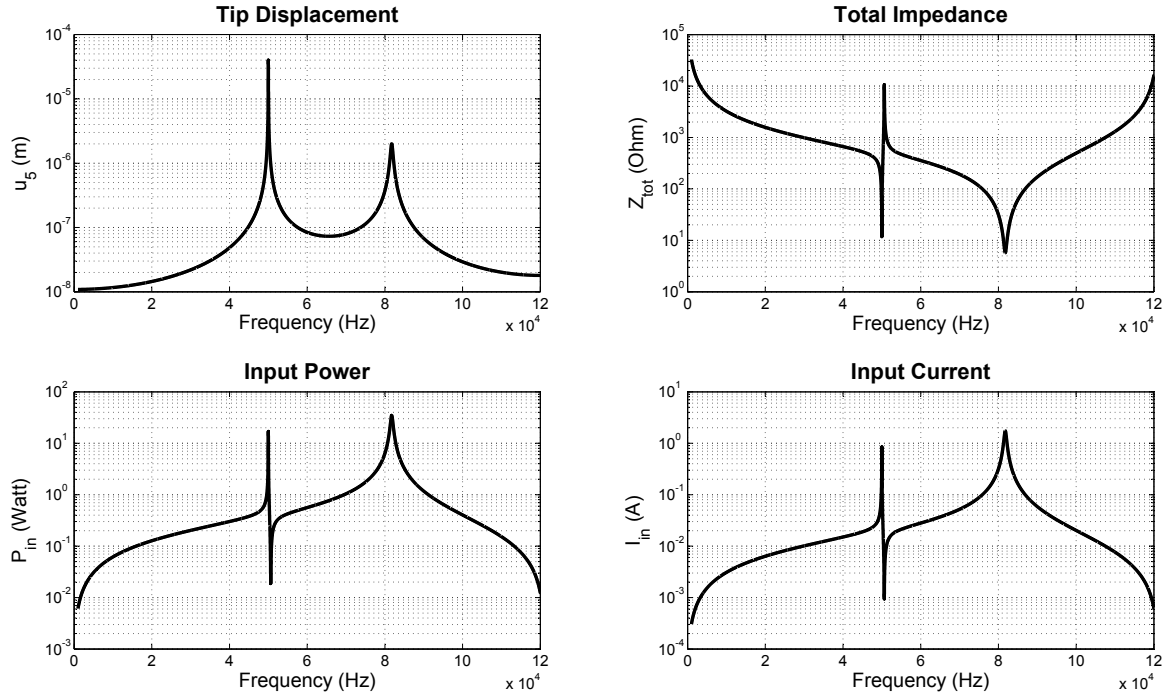 Tip Displacement
10^-4
10^-5
10^-6
10^-7
10^-8
u_5 (m)
0 2 4 6 8 10 12
Frequency (Hz)
x 10^4
Total Impedance
10^5
10^4
10^3
10^2
10^1
10^0
Z_tot (Ohm)
0 2 4 6 8 10 12
Frequency (Hz)
x 10^4
Input Power
10^2
10^1
10^0
10^-1
10^-2
10^-3
P_in (Watt)
0 2 4 6 8 10 12
Frequency (Hz)
x 10^4
Input Current
10^1
10^0
10^-1
10^-2
10^-3
10^-4
I_in (A)
0 2 4 6 8 10 12
Frequency (Hz)
x 10^4